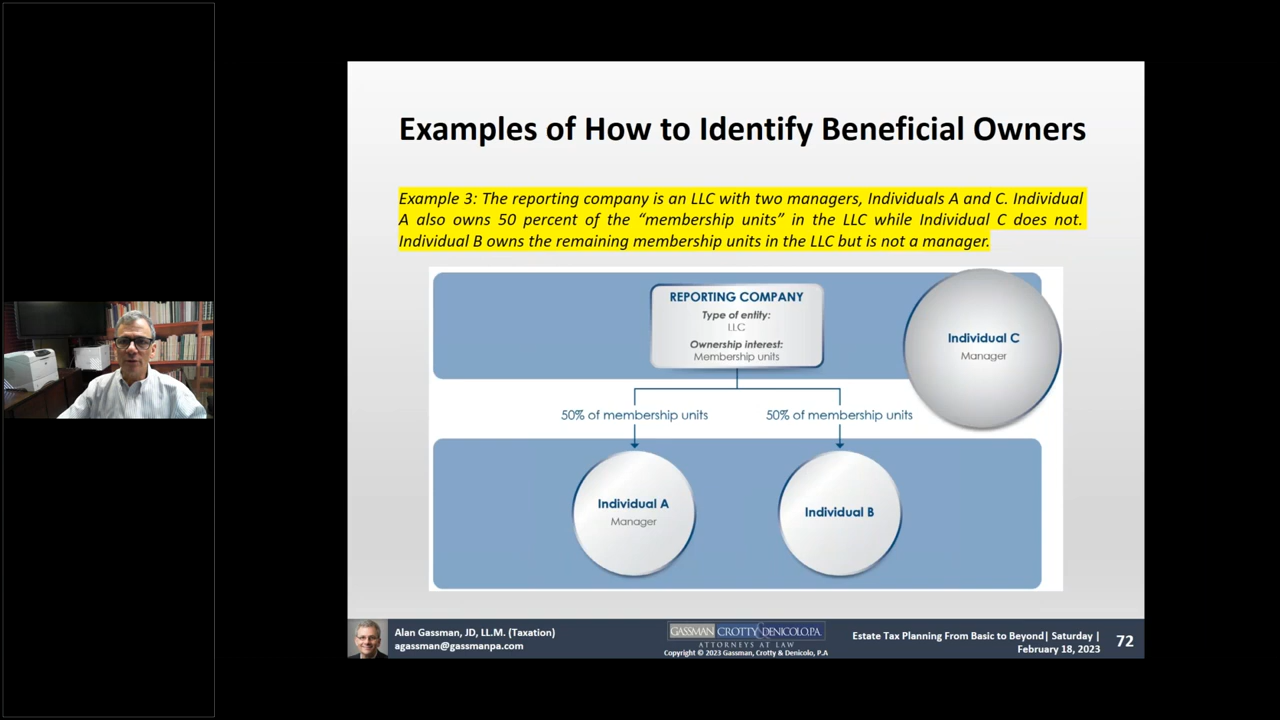 Examples of How to Identify Beneficial Owners
Example 3: The reporting company is an LLC with two managers, Individuals A and C. Individual
A also owns 50 percent of the “membership units” in the LLC while Individual C does not.
Individual B owns the remaining membership units in the LLC but is not a manager.
REPORTING COMPANY
Type of entity:
LLC
Ownership interest:
Membership units
Individual C
Manager
50% of membership units
50% of membership units
Individual A
Manager
Individual B
Alan Gassman, JD, LL.M. (Taxation)
agassman@gassmanpa.com
GASSMAN CROTTY DENICOLO, P.A.
ATTORNEYS AT LAW
Copyright © 2023 Gassman, Crotty & Denicolo, P.A
Estate Tax Planning From Basic to Beyond| Saturday |
February 18, 2023
72